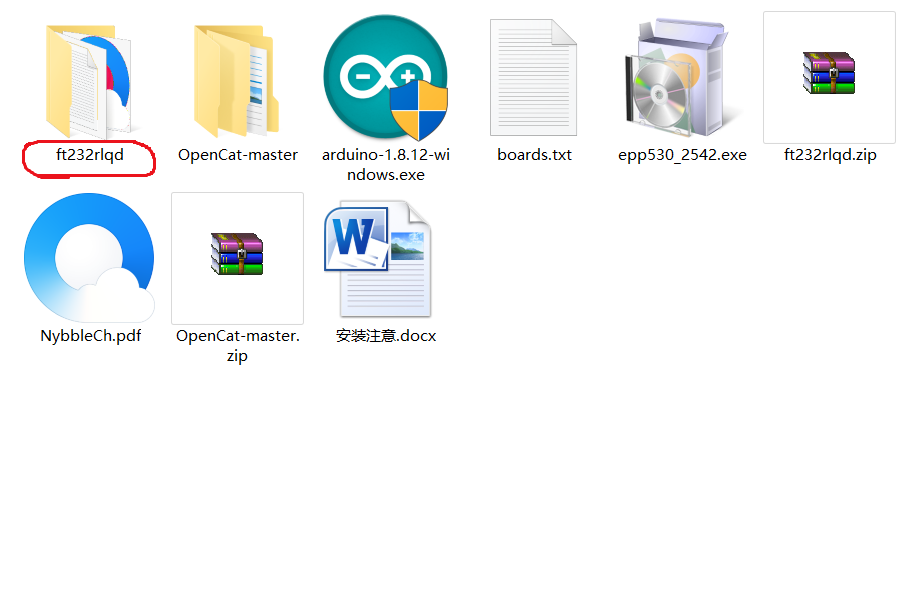 ft232rlqd
OpenCat-master
arduino-1.8.12-wi
ndows.exe
boards.txt
epp530_2542.exe
ft232rlqd.zip
NybbleCh.pdf
OpenCat-master.
zip
W
安装注意.docx